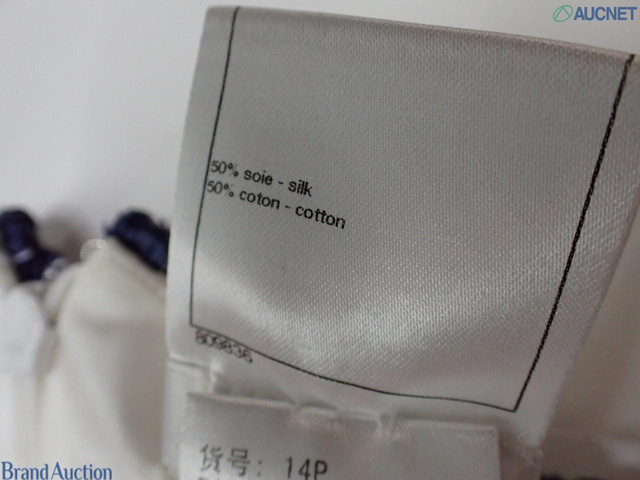 AUCNET
50% soie - silk
50% coton - cotton
809836
货号: 14P
Brand Auction